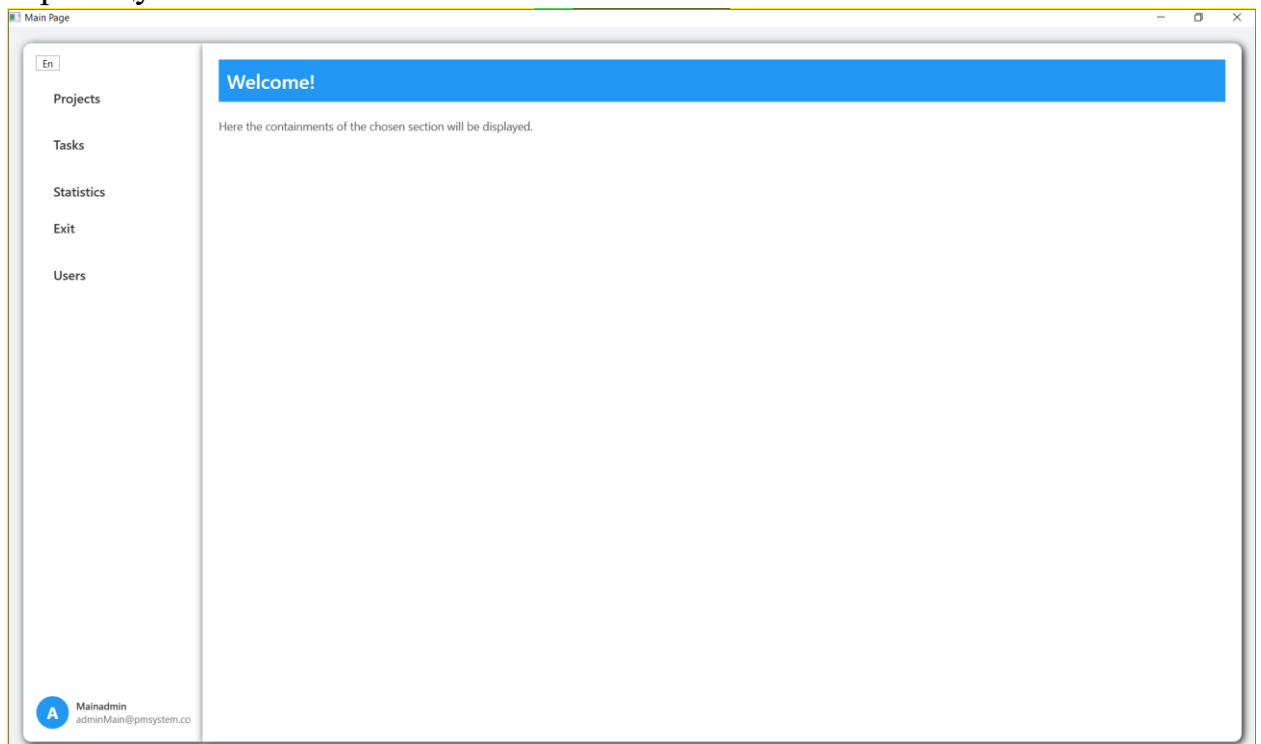 Main Page
En
Projects
Tasks
Statistics
Exit
Users
Welcome!
Here the containments of the chosen section will be displayed.
A
Mainadmin
adminMain@pmsystem.co